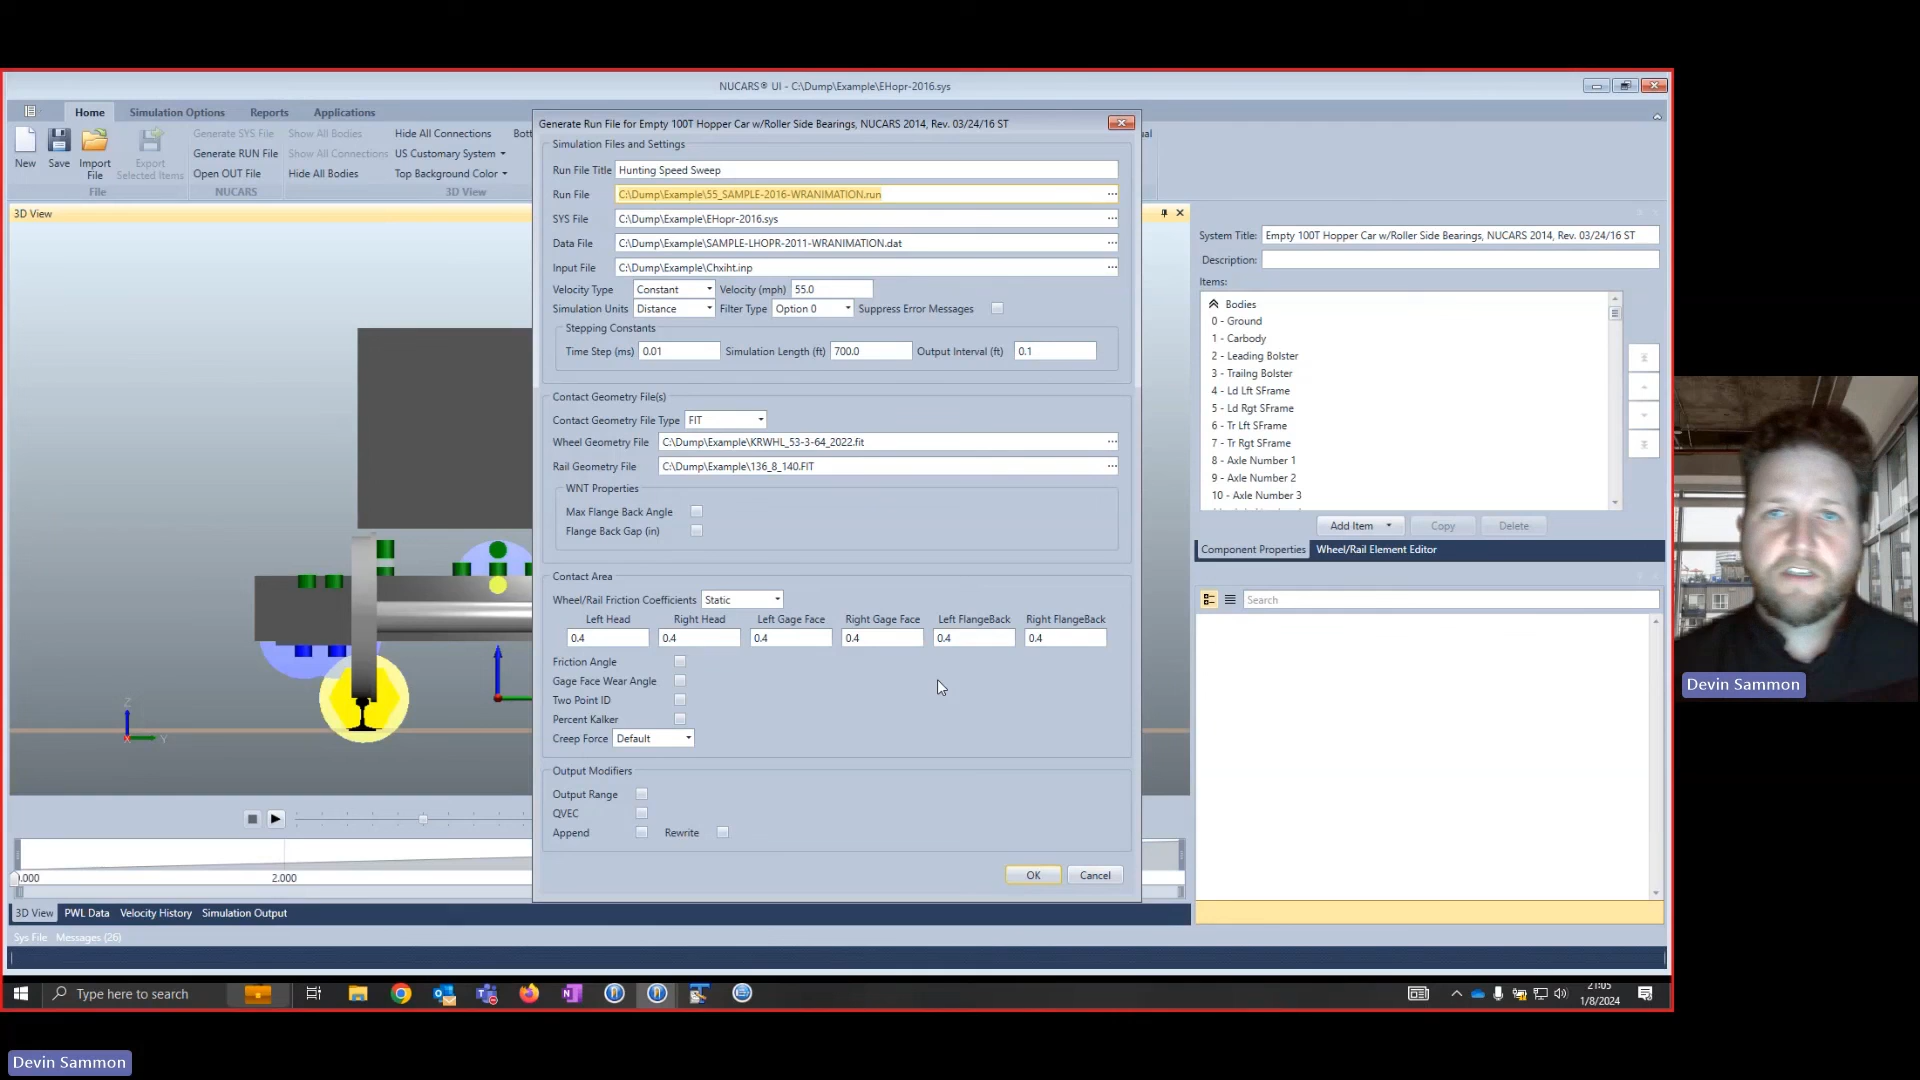 NUCARS® UI - C:\Dump\Example\EHopr-2016.sys
Home Simulation Options Reports Applications
New Save Import File Export Selected Items
File
Generate SYS File
Generate RUN File
Open OUT File
NUCARS
Show All Bodies
Show All Connections
Hide All Bodies
Hide All Connections
US Customary System
Top Background Color
3D View
3D View
Generate Run File for Empty 100T Hopper Car w/Roller Side Bearings, NUCARS 2014, Rev. 03/24/16 ST
Simulation Files and Settings
Run File Title Hunting Speed Sweep
Run File C:\Dump\Example\55_SAMPLE-2016-WRANIMATION.run ...
SYS File C:\Dump\Example\EHopr-2016.sys ...
Data File C:\Dump\Example\SAMPLE-LHOPR-2011-WRANIMATION.dat ...
Input File C:\Dump\Example\Chxiht.inp ...
Velocity Type Constant Velocity (mph) 55.0
Simulation Units Distance Filter Type Option 0 Suppress Error Messages
Stepping Constants
Time Step (ms) 0.01 Simulation Length (ft) 700.0 Output Interval (ft) 0.1
Contact Geometry File(s)
Contact Geometry File Type FIT
Wheel Geometry File C:\Dump\Example\KRWHL_53-3-64_2022.fit ...
Rail Geometry File C:\Dump\Example\136_8_140.FIT ...
WNT Properties
Max Flange Back Angle
Flange Back Gap (in)
Contact Area
Wheel/Rail Friction Coefficients Static
Left Head Right Head Left Gage Face Right Gage Face Left FlangeBack Right FlangeBack
0.4 0.4 0.4 0.4 0.4 0.4
Friction Angle
Gage Face Wear Angle
Two Point ID
Percent Kalker
Creep Force Default
Output Modifiers
Output Range
QVEC
Append Rewrite
OK Cancel
System Title: Empty 100T Hopper Car w/Roller Side Bearings, NUCARS 2014, Rev. 03/24/16 ST
Description:
Items:
Bodies
0 - Ground
1 - Carbody
2 - Leading Bolster
3 - Trailng Bolster
4 - Ld Lft SFrame
5 - Ld Rgt SFrame
6 - Tr Lft SFrame
7 - Tr Rgt SFrame
8 - Axle Number 1
9 - Axle Number 2
10 - Axle Number 3
Add Item Copy Delete
Component Properties Wheel/Rail Element Editor
Search
Z
X Y
2.000
3D View PWL Data Velocity History Simulation Output
Sys File Messages (26)
Type here to search
21:05
1/8/2024
Devin Sammon
Devin Sammon